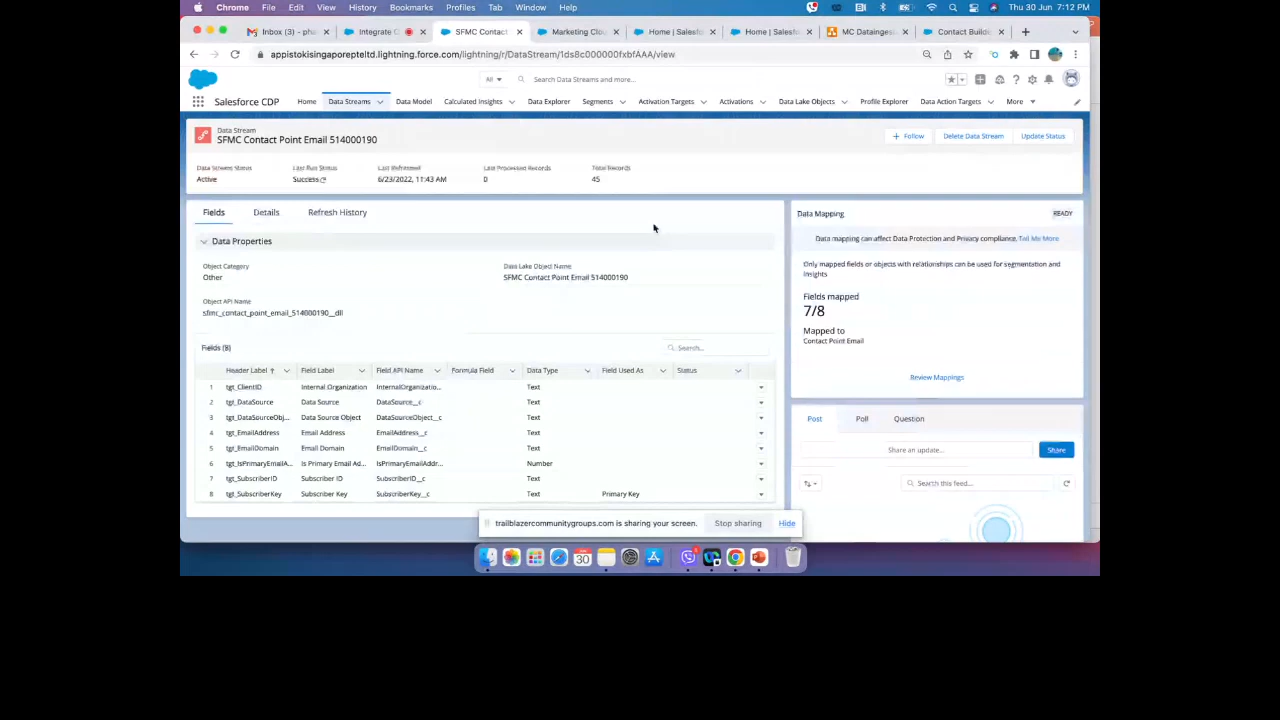 Chrome File Edit View History Bookmarks Profiles Tab Window Help Thu 30 Jun 7:12 PM
Inbox (3) - pha Integrate C SFMC Contact Marketing Clou Home | Salesfo Home | Salesfo MC Dataingest Contact Builde
appistokisingaporepteltd.lightning.force.com/lightning/r/DataStream/1ds8c000000fxbfAAA/view
All Search Data Streams and more...
Salesforce CDP Home Data Streams Data Model Calculated Insights Data Explorer Segments Activation Targets Activations Data Lake Objects Profile Explorer Data Action Targets More
Data Stream
SFMC Contact Point Email 514000190
+ Follow Delete Data Stream Update Status
Data Stream Status Last Run Status Last Refreshed Last Processed Records Total Records
Active Success 6/23/2022, 11:43 AM 0 45
Fields Details Refresh History
Data Properties
Object Category Data Lake Object Name
Other SFMC Contact Point Email 514000190
Object API Name
sfmc_contact_point_email_514000190__dll
Fields (8) Search...
Header Label Field Label Field API Name Formula Field Data Type Field Used As Status
1 tgt_ClientID Internal Organization InternalOrganizatio... Text
2 tgt_DataSource Data Source DataSource__c Text
3 tgt_DataSourceObj... Data Source Object DataSourceObject__c Text
4 tgt_EmailAddress Email Address EmailAddress__c Text
5 tgt_EmailDomain Email Domain EmailDomain__c Text
6 tgt_IsPrimaryEmailA... Is Primary Email Ad... IsPrimaryEmailAddr... Number
7 tgt_SubscriberID Subscriber ID SubscriberID__c Text
8 tgt_SubscriberKey Subscriber Key SubscriberKey__c Text Primary Key
Data Mapping READY
Data mapping can affect Data Protection and Privacy compliance. Tell Me More
Only mapped fields or objects with relationships can be used for segmentation and
insights
Fields mapped
7/8
Mapped to
Contact Point Email
Review Mappings
Post Poll Question
Share an update... Share
Search this feed...
trailblazercommunitygroups.com is sharing your screen. Stop sharing Hide
JUN
30